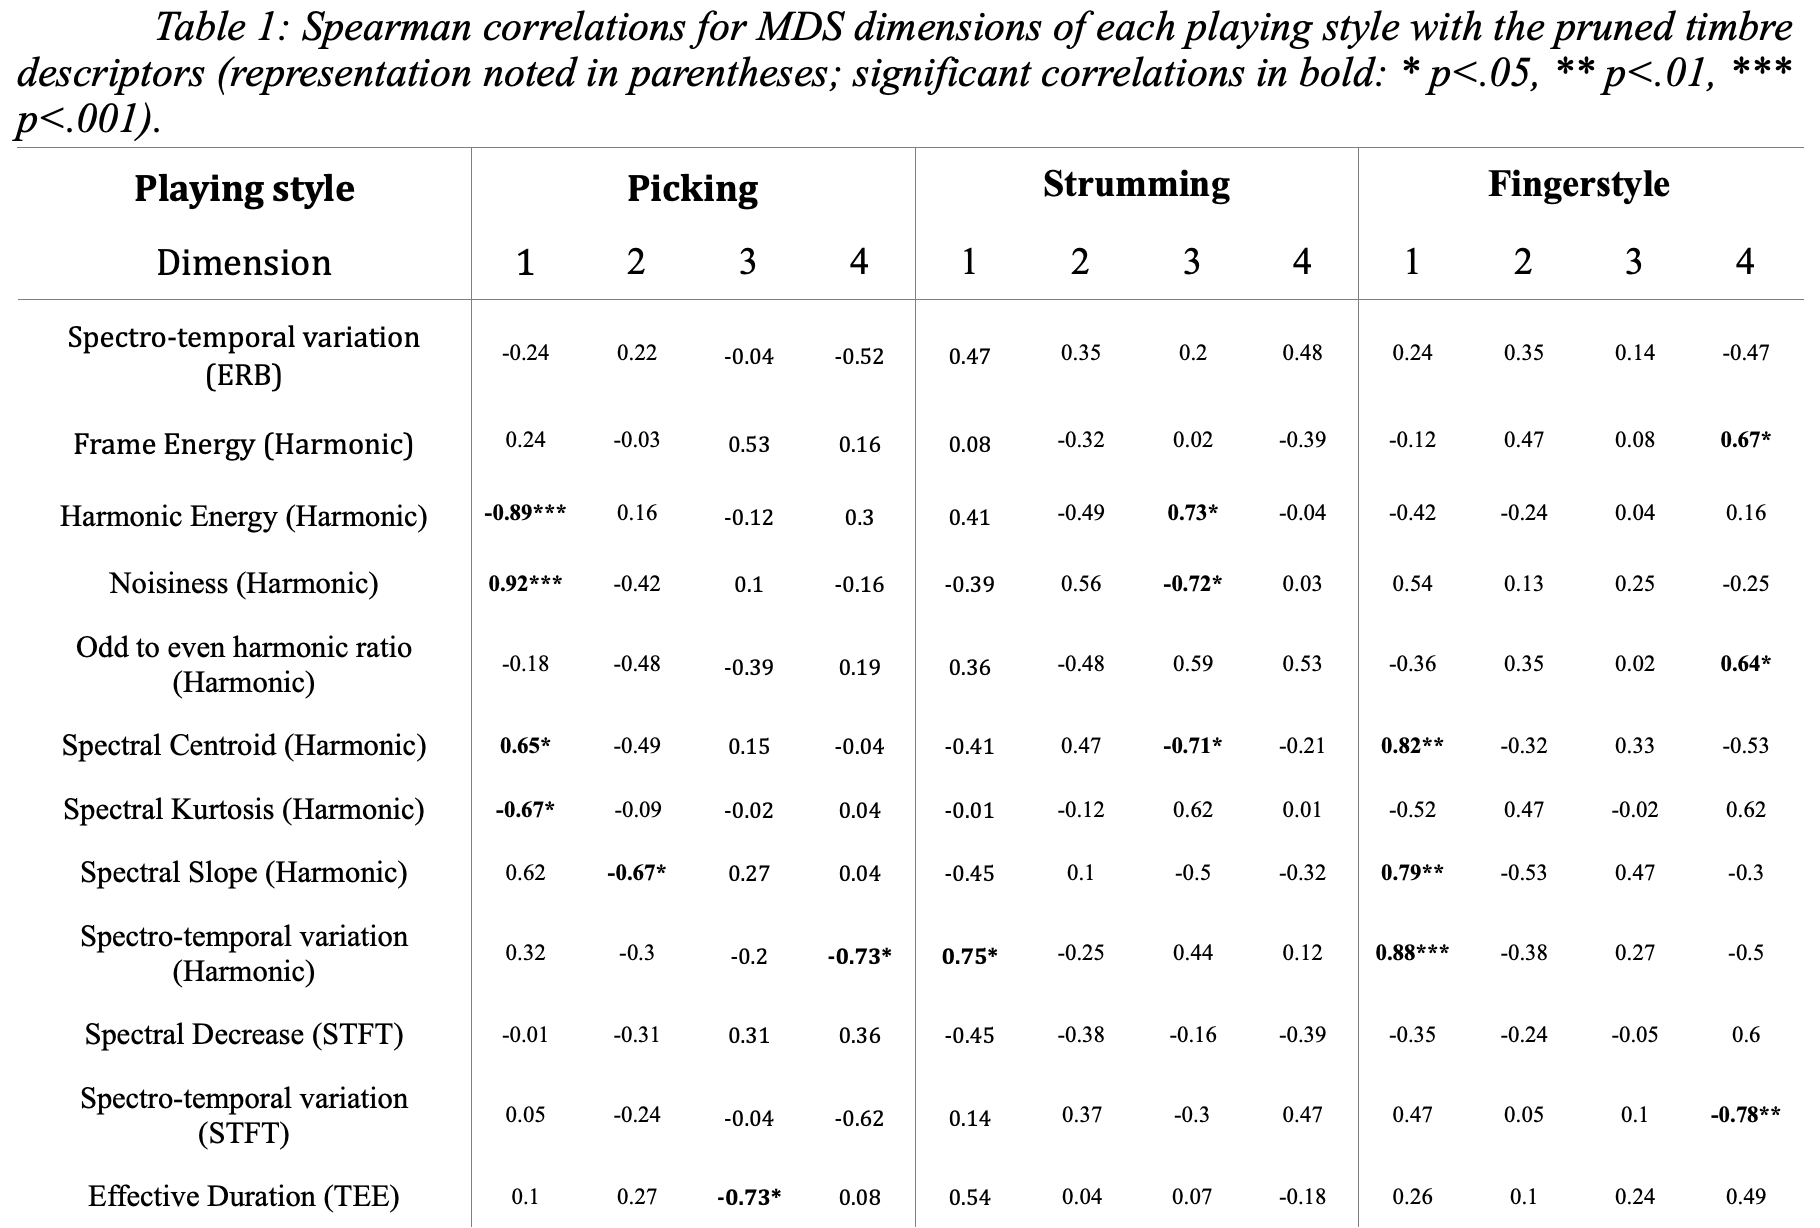 Table 1: Spearman correlations for MDS dimensions of each playing style with the pruned timbre
descriptors (representation noted in parentheses; significant correlations in bold: * p<.05, ** p<.01, ***
p<.001).
Playing style Picking Strumming Fingerstyle
Dimension 1 2 3 4 1 2 3 4 1 2 3 4
Spectro-temporal variation
(ERB) -0.24 0.22 -0.04 -0.52 0.47 0.35 0.2 0.48 0.24 0.35 0.14 -0.47
Frame Energy (Harmonic) 0.24 -0.03 0.53 0.16 0.08 -0.32 0.02 -0.39 -0.12 0.47 0.08 0.67*
Harmonic Energy (Harmonic) -0.89*** 0.16 -0.12 0.3 0.41 -0.49 0.73* -0.04 -0.42 -0.24 0.04 0.16
Noisiness (Harmonic) 0.92*** -0.42 0.1 -0.16 -0.39 0.56 -0.72* 0.03 0.54 0.13 0.25 -0.25
Odd to even harmonic ratio
(Harmonic) -0.18 -0.48 -0.39 0.19 0.36 -0.48 0.59 0.53 -0.36 0.35 0.02 0.64*
Spectral Centroid (Harmonic) 0.65* -0.49 0.15 -0.04 -0.41 0.47 -0.71* -0.21 0.82** -0.32 0.33 -0.53
Spectral Kurtosis (Harmonic) -0.67* -0.09 -0.02 0.04 -0.01 -0.12 0.62 0.01 -0.52 0.47 -0.02 0.62
Spectral Slope (Harmonic) 0.62 -0.67* 0.27 0.04 -0.45 0.1 -0.5 -0.32 0.79** -0.53 0.47 -0.3
Spectro-temporal variation
(Harmonic) 0.32 -0.3 -0.2 -0.73* 0.75* -0.25 0.44 0.12 0.88*** -0.38 0.27 -0.5
Spectral Decrease (STFT) -0.01 -0.31 0.31 0.36 -0.45 -0.38 -0.16 -0.39 -0.35 -0.24 -0.05 0.6
Spectro-temporal variation
(STFT) 0.05 -0.24 -0.04 -0.62 0.14 0.37 -0.3 0.47 0.47 0.05 0.1 -0.78**
Effective Duration (TEE) 0.1 0.27 -0.73* 0.08 0.54 0.04 0.07 -0.18 0.26 0.1 0.24 0.49